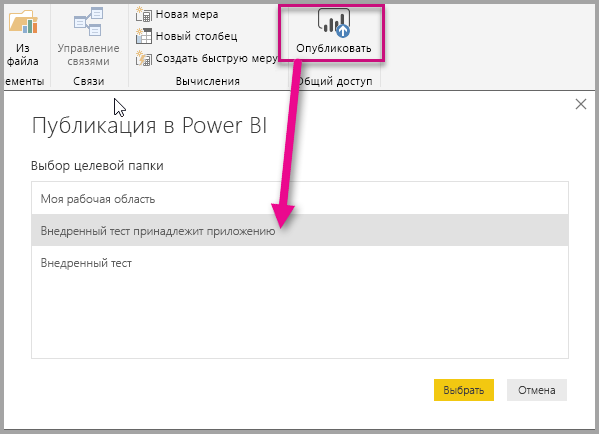 Из
файла
ементы
Управление
связями
Связи
Новая мера
Новый столбец
Создать быструю меру
Вычисления
Опубликовать
Общий доступ
Публикация в Power BI
Выбор целевой папки
Моя рабочая область
Внедренный тест принадлежит приложению
Внедренный тест
Выбрать
Отмена